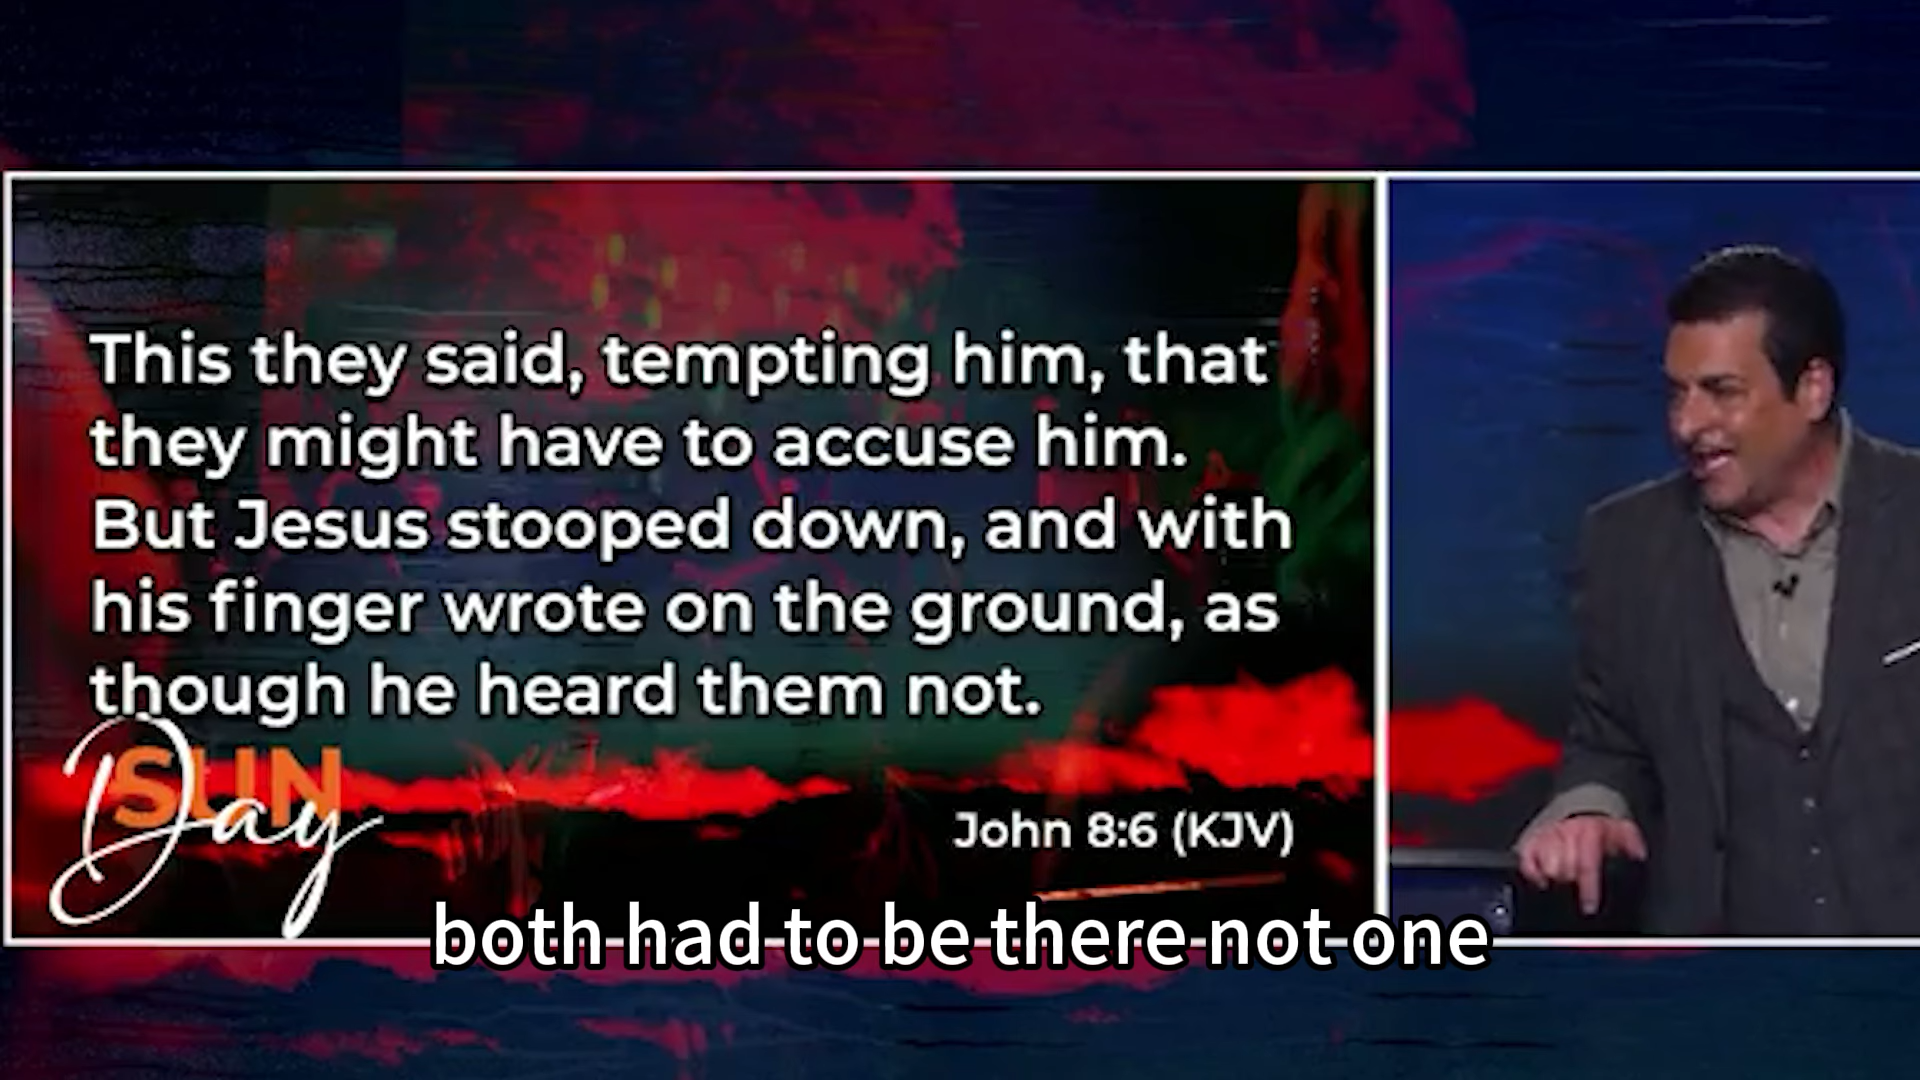 This they said, tempting him, that
they might have to accuse him.
But Jesus stooped down, and with
his finger wrote on the ground, as
though he heard them not.
SUN
Day
John 8:6 (KJV)
both had to be there not one